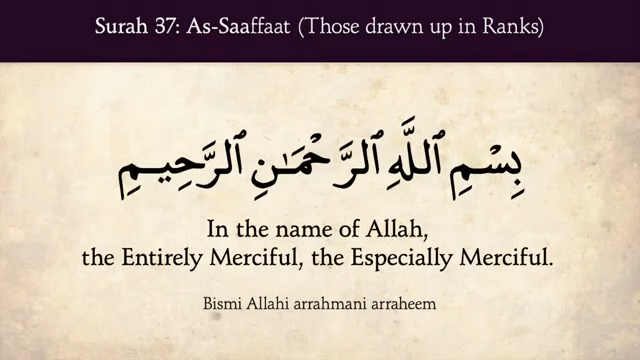 Surah 37: As-Saaffaat (Those drawn up in Ranks)
بِسْمِ ٱللَّهِ ٱلرَّحْمَـٰنِ ٱلرَّحِيمِ
In the name of Allah,
the Entirely Merciful, the Especially Merciful.
Bismi Allahi arrahmani arraheem